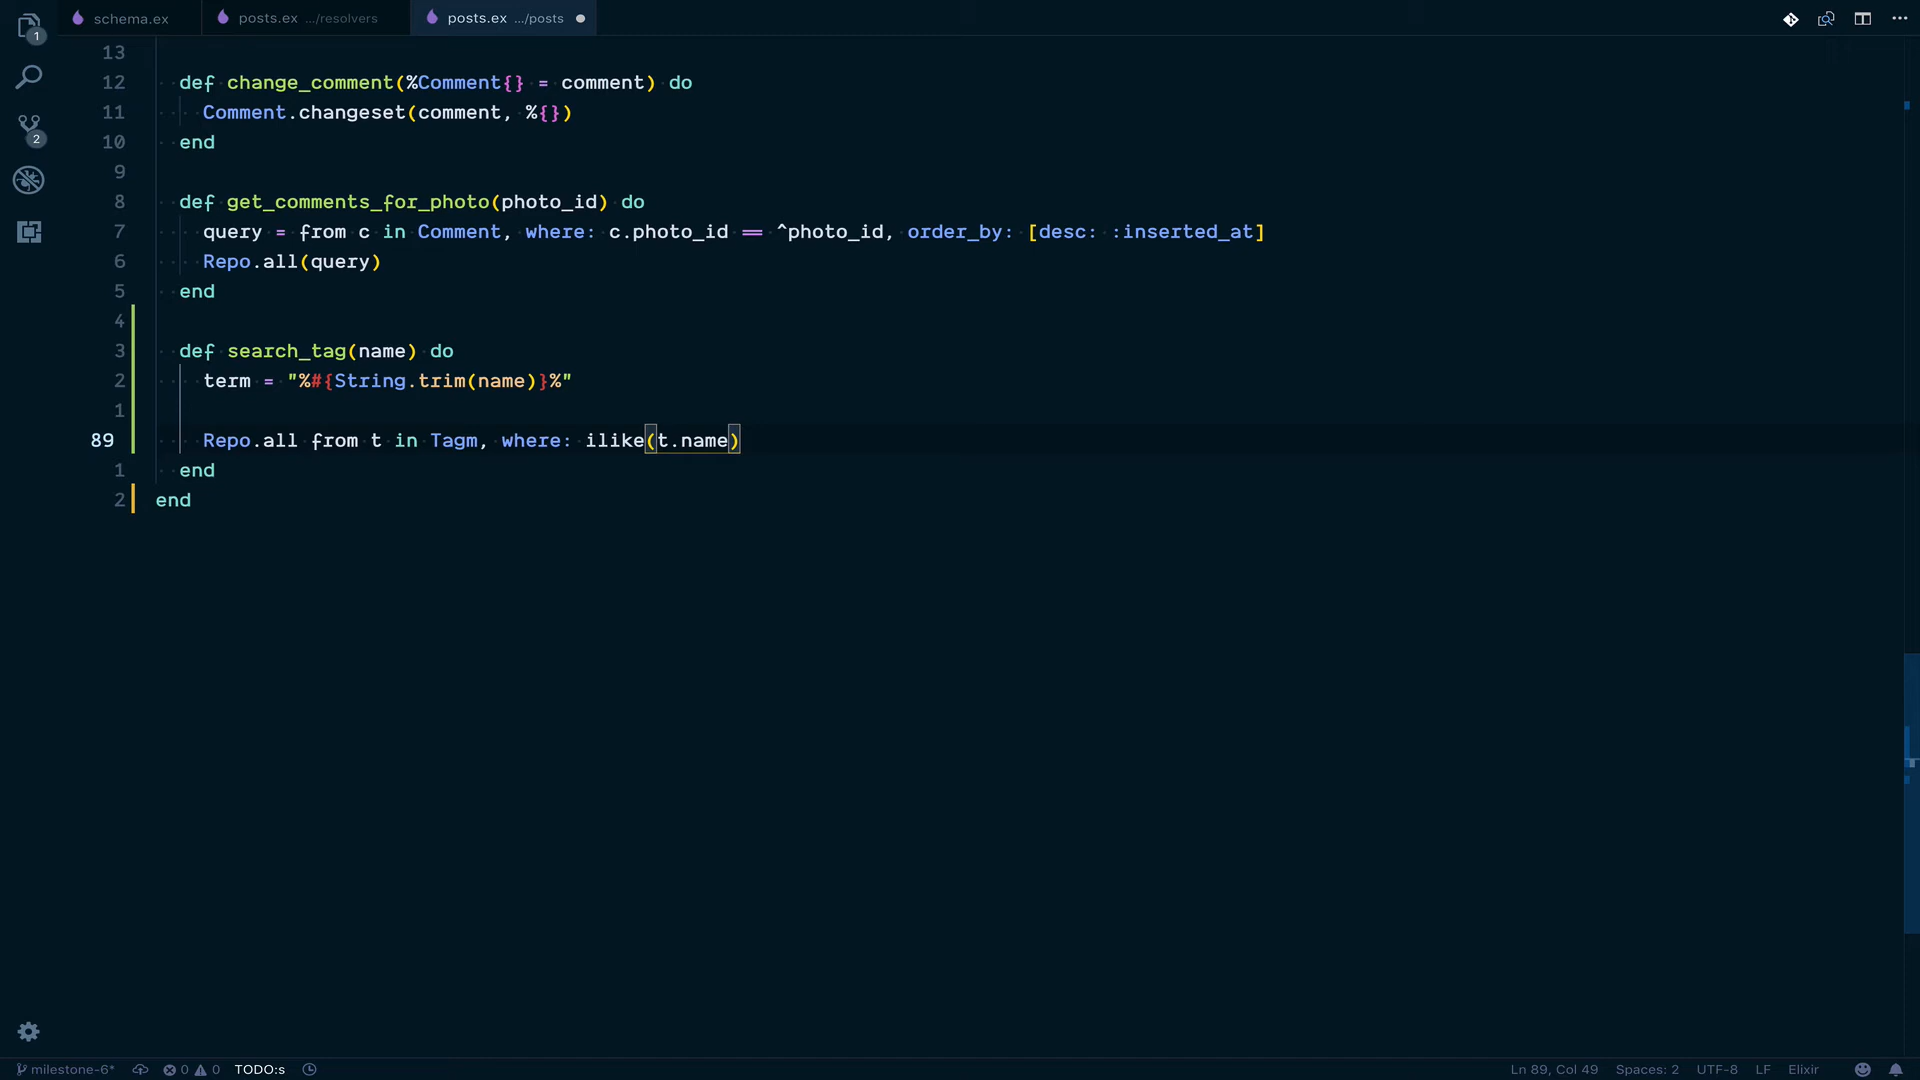 schema.ex posts.ex .../resolvers posts.ex .../posts
1
13
12 def change_comment(%Comment{} = comment) do
11 Comment.changeset(comment, %{})
10 end
2
9
8 def get_comments_for_photo(photo_id) do
7 query = from c in Comment, where: c.photo_id == ^photo_id, order_by: [desc: :inserted_at]
6 Repo.all(query)
5 end
4
3 def search_tag(name) do
2 term = "%#{String.trim(name)}%"
1
89 Repo.all from t in Tagm, where: ilike(t.name)
1 end
2 end
milestone-6* 0 0 TODO:s Ln 89, Col 49 Spaces: 2 UTF-8 LF Elixir